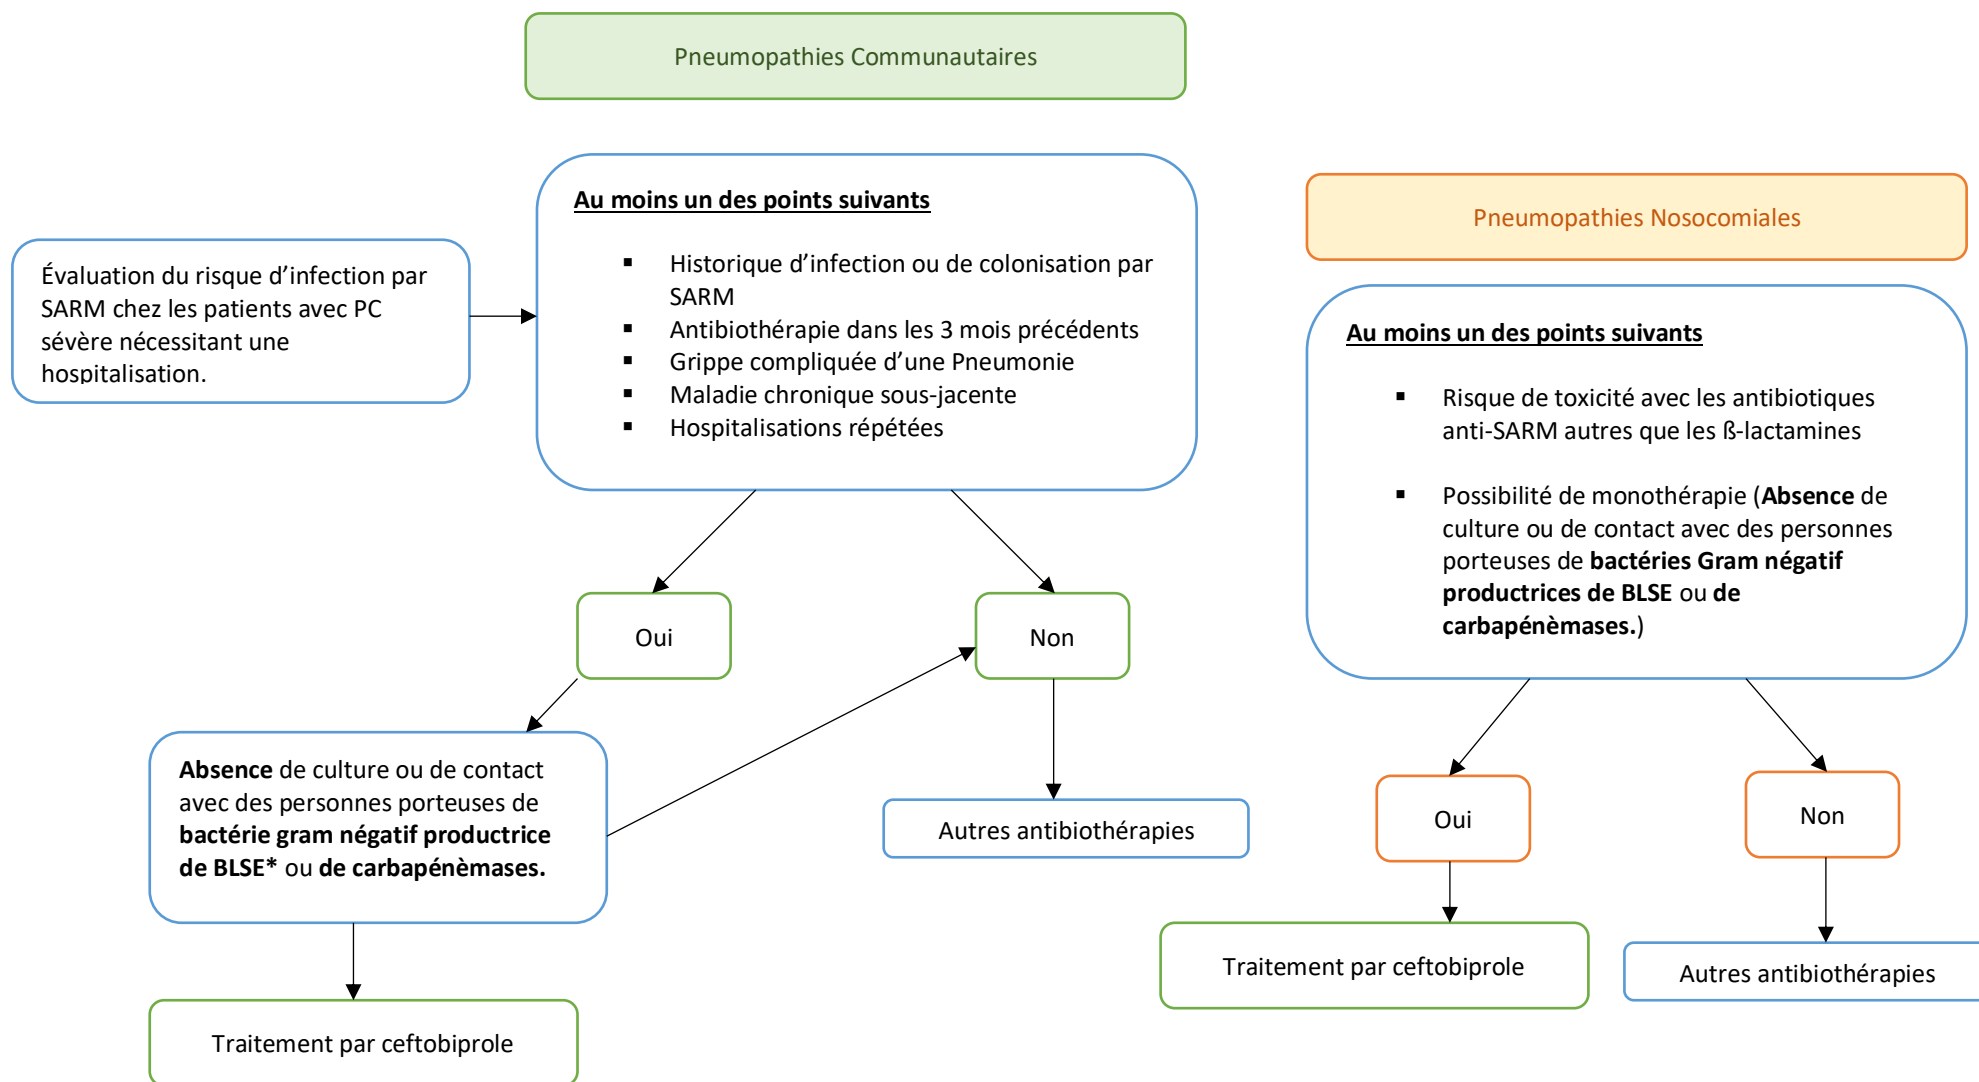 Pneumopathies Communautaires
Évaluation du risque d’infection par
SARM chez les patients avec PC
sévère nécessitant une
hospitalisation.
Au moins un des points suivants
▪ Historique d’infection ou de colonisation par
SARM
▪ Antibiothérapie dans les 3 mois précédents
▪ Grippe compliquée d’une Pneumonie
▪ Maladie chronique sous-jacente
▪ Hospitalisations répétées
Oui
Non
Absence de culture ou de contact
avec des personnes porteuses de
bactérie gram négatif productrice
de BLSE* ou de carbapénèmases.
Autres antibiothérapies
Traitement par ceftobiprole
Pneumopathies Nosocomiales
Au moins un des points suivants
▪ Risque de toxicité avec les antibiotiques
anti-SARM autres que les ß-lactamines
▪ Possibilité de monothérapie (Absence de
culture ou de contact avec des personnes
porteuses de bactéries Gram négatif
productrices de BLSE ou de
carbapénèmases.)
Oui
Non
Traitement par ceftobiprole
Autres antibiothérapies